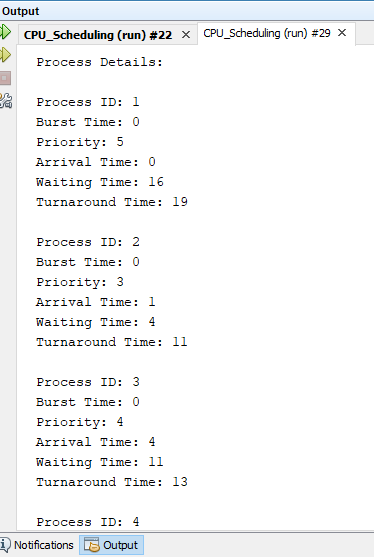 Output
CPU_Scheduling (run) #22 ×
CPU_Scheduling (run) #29 ×
Process Details:
Process ID: 1
Burst Time: 0
Priority: 5
Arrival Time: 0
Waiting Time: 16
Turnaround Time: 19
Process ID: 2
Burst Time: 0
Priority: 3
Arrival Time: 1
Waiting Time: 4
Turnaround Time: 11
Process ID: 3
Burst Time: 0
Priority: 4
Arrival Time: 4
Waiting Time: 11
Turnaround Time: 13
Process ID: 4
Notifications
Output